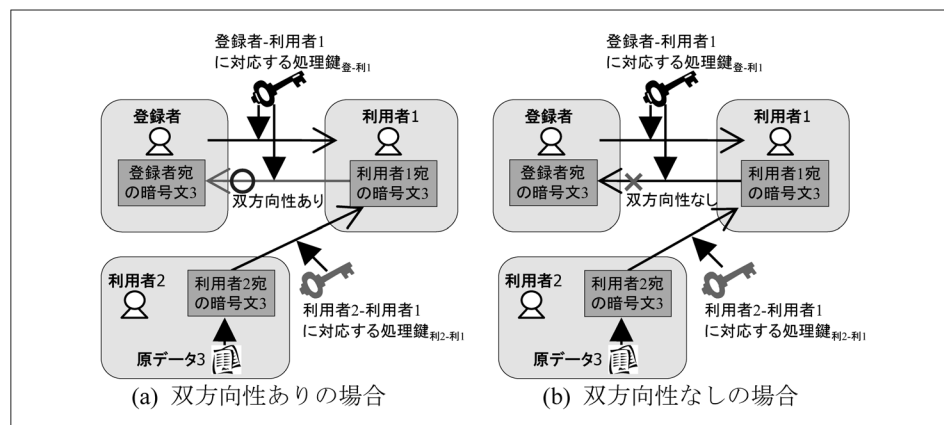 登録者-利用者1
に対応する処理鍵登-利1
登録者
利用者1
登録者宛
の暗号文3
利用者1宛
の暗号文3
双方向性あり
利用者2
利用者2宛
の暗号文3
利用者2-利用者1
に対応する処理鍵利2-利1
原データ3
(a) 双方向性ありの場合
登録者-利用者1
に対応する処理鍵登-利1
登録者
利用者1
登録者宛
の暗号文3
利用者1宛
の暗号文3
双方向性なし
利用者2
利用者2宛
の暗号文3
利用者2-利用者1
に対応する処理鍵利2-利1
原データ3
(b) 双方向性なしの場合